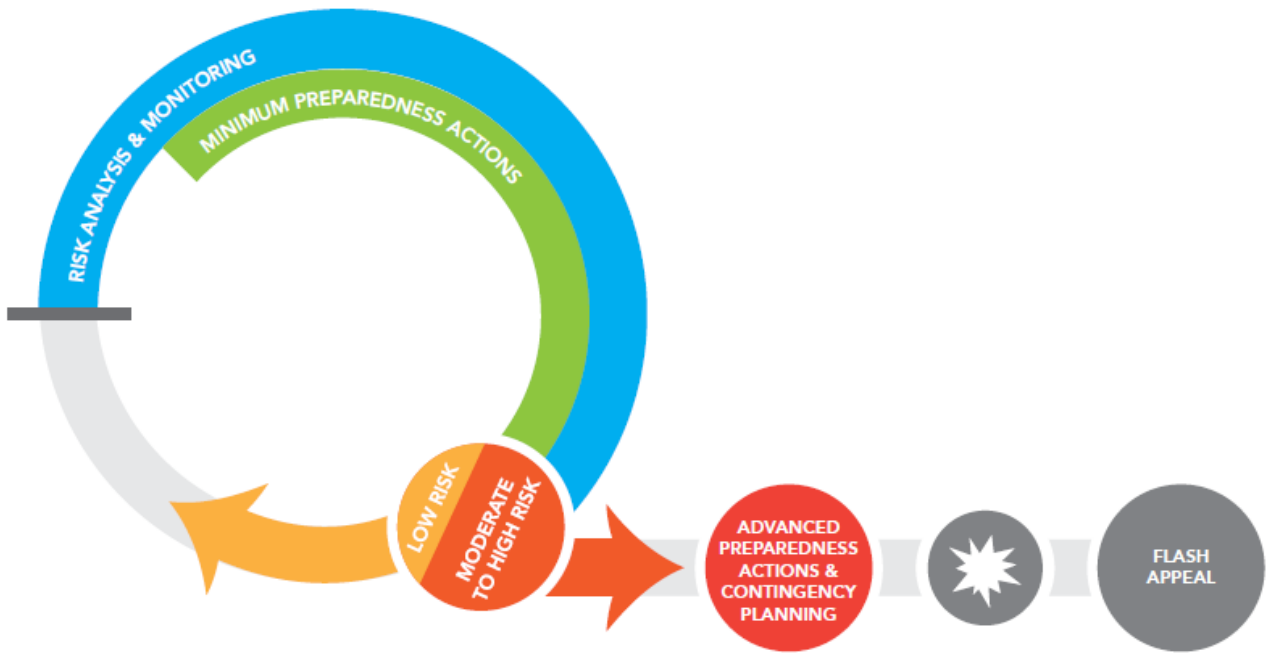 RISK ANALYSIS & MONITORING
MINIMUM PREPAREDNESS ACTIONS
LOW RISK
MODERATE
TO HIGH RISK
ADVANCED
PREPAREDNESS
ACTIONS &
CONTINGENCY
PLANNING
FLASH
APPEAL